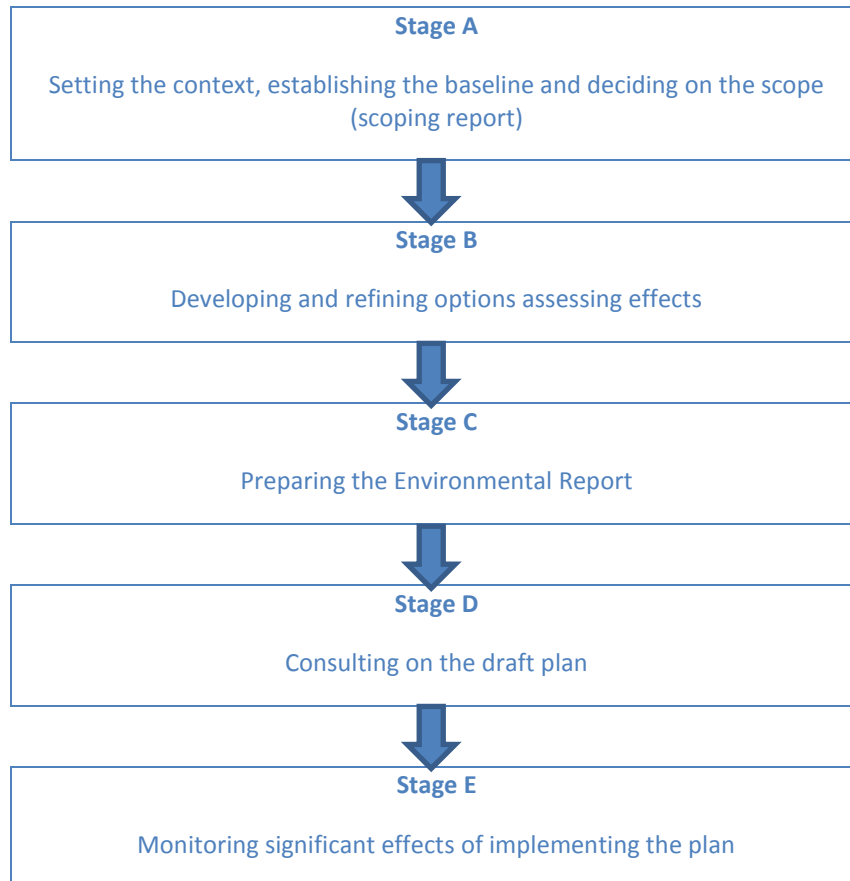 Stage A
Setting the context, establishing the baseline and deciding on the scope
(scoping report)
Stage B
Developing and refining options assessing effects
Stage C
Preparing the Environmental Report
Stage D
Consulting on the draft plan
Stage E
Monitoring significant effects of implementing the plan